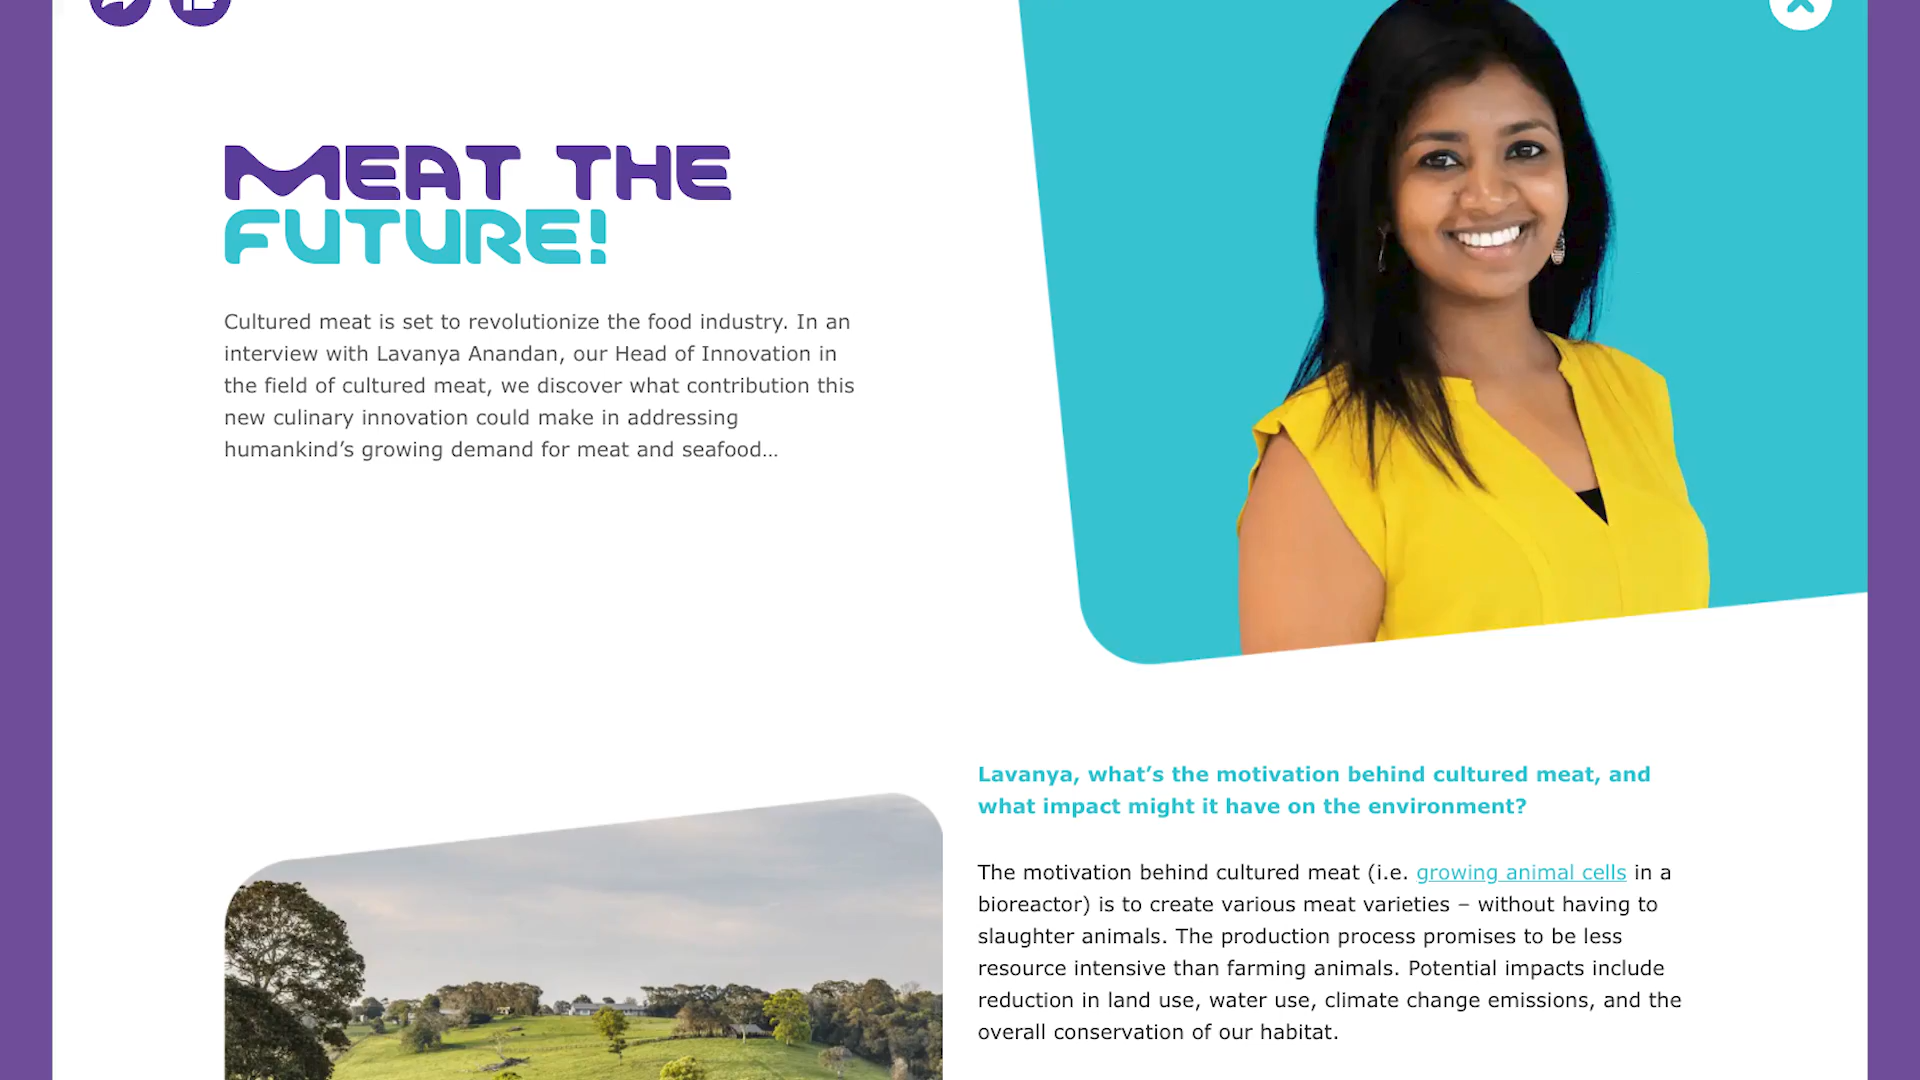 MEAT THE
FUTURE!
Cultured meat is set to revolutionize the food industry. In an
interview with Lavanya Anandan, our Head of Innovation in
the field of cultured meat, we discover what contribution this
new culinary innovation could make in addressing
humankind’s growing demand for meat and seafood…
Lavanya, what’s the motivation behind cultured meat, and
what impact might it have on the environment?
The motivation behind cultured meat (i.e. growing animal cells in a
bioreactor) is to create various meat varieties – without having to
slaughter animals. The production process promises to be less
resource intensive than farming animals. Potential impacts include
reduction in land use, water use, climate change emissions, and the
overall conservation of our habitat.